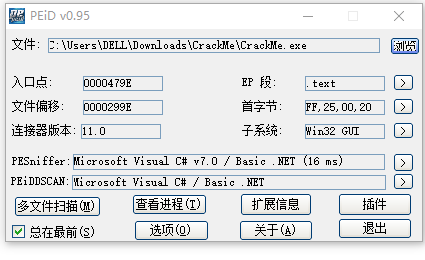 PEiD v0.95
文件: C:\Users\DELL\Downloads\CrackMe\CrackMe.exe 浏览
入口点: 0000479E EP 段: .text >
文件偏移: 0000299E 首字节: FF,25,00,20 >
连接器版本: 11.0 子系统: Win32 GUI >
PESniffer: Microsoft Visual C# v7.0 / Basic .NET (16 ms) >
PEiDDSCAN: Microsoft Visual C# / Basic .NET >
多文件扫描(M) 查看进程(T) 扩展信息 插件
总在最前(S) 选项(O) 关于(A) 退出